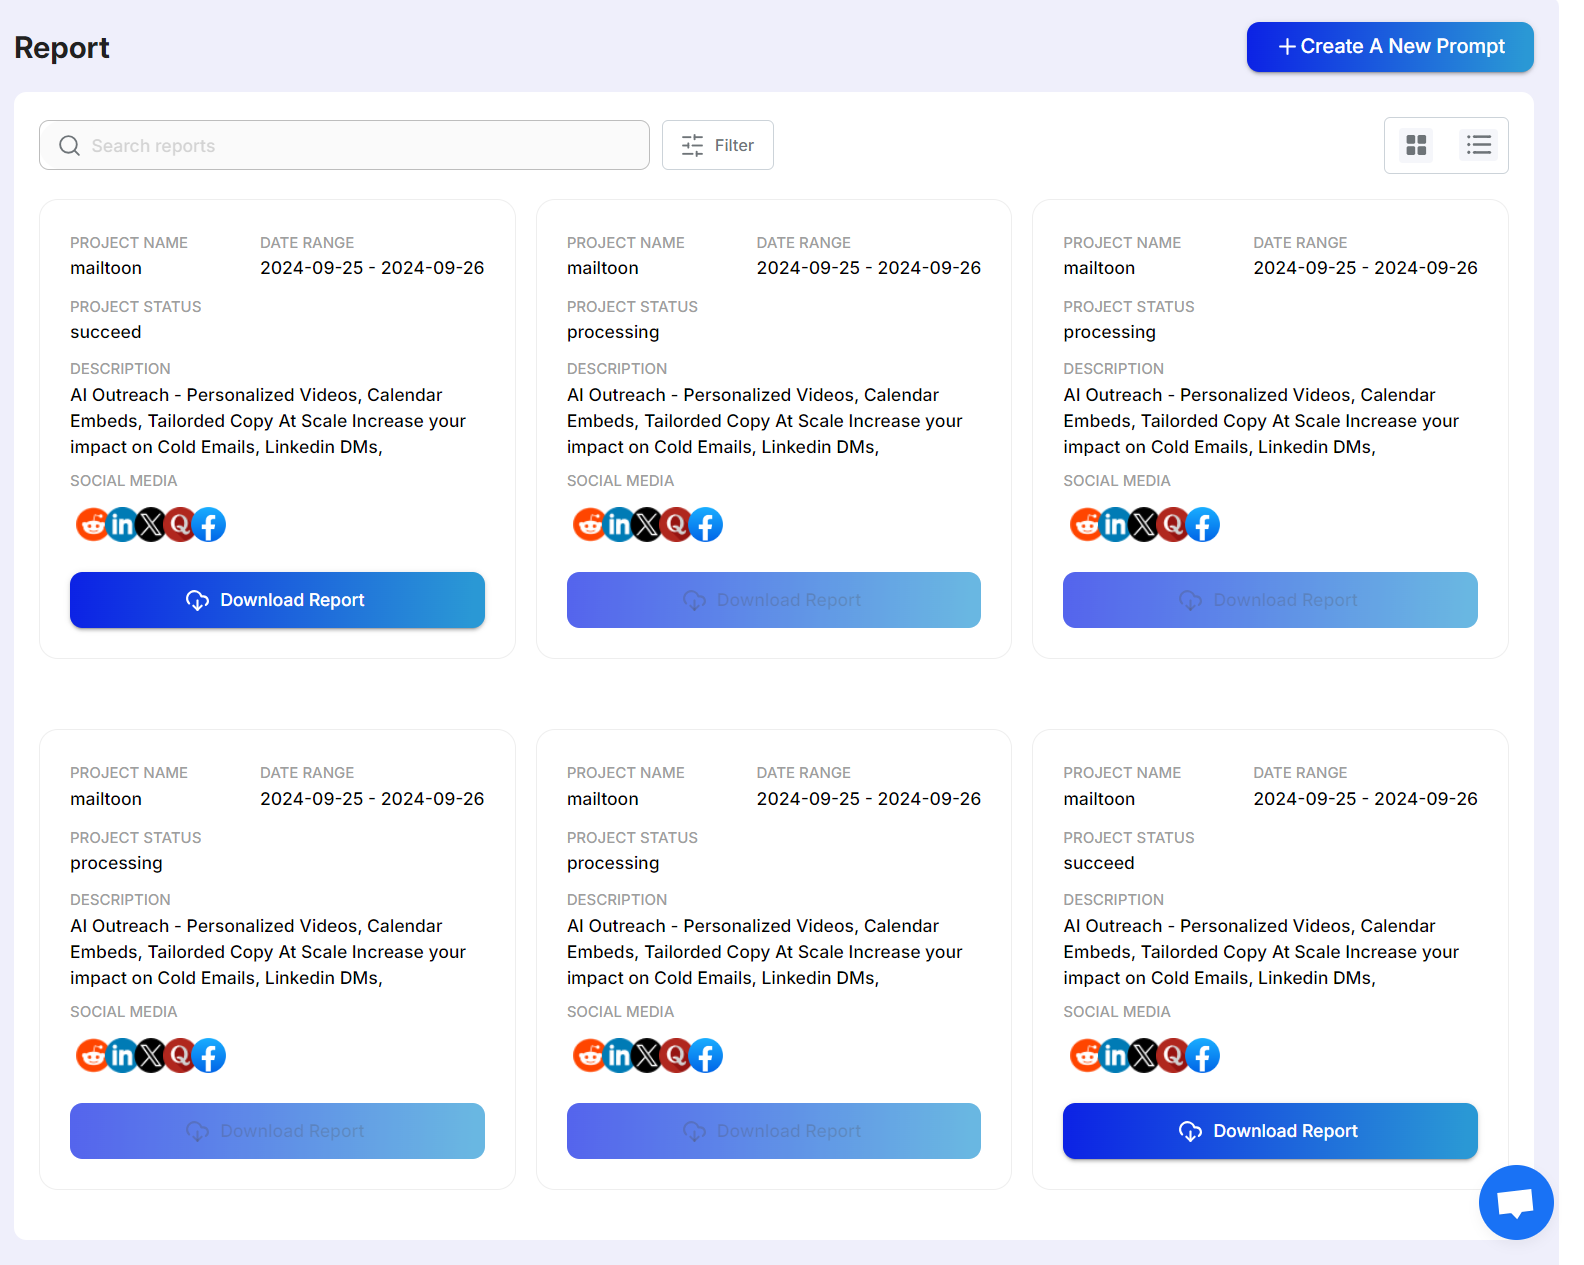 Report
Create A New Prompt
Search reports
Filter
PROJECT NAME
mailtoon
DATE RANGE
2024-09-25 - 2024-09-26
PROJECT STATUS
succeed
DESCRIPTION
AI Outreach - Personalized Videos, Calendar
Embeds, Tailorded Copy At Scale Increase your
impact on Cold Emails, Linkedin DMs,
SOCIAL MEDIA
Download Report
PROJECT NAME
mailtoon
DATE RANGE
2024-09-25 - 2024-09-26
PROJECT STATUS
processing
DESCRIPTION
AI Outreach - Personalized Videos, Calendar
Embeds, Tailorded Copy At Scale Increase your
impact on Cold Emails, Linkedin DMs,
SOCIAL MEDIA
Download Report
PROJECT NAME
mailtoon
DATE RANGE
2024-09-25 - 2024-09-26
PROJECT STATUS
processing
DESCRIPTION
AI Outreach - Personalized Videos, Calendar
Embeds, Tailorded Copy At Scale Increase your
impact on Cold Emails, Linkedin DMs,
SOCIAL MEDIA
Download Report
PROJECT NAME
mailtoon
DATE RANGE
2024-09-25 - 2024-09-26
PROJECT STATUS
processing
DESCRIPTION
AI Outreach - Personalized Videos, Calendar
Embeds, Tailorded Copy At Scale Increase your
impact on Cold Emails, Linkedin DMs,
SOCIAL MEDIA
Download Report
PROJECT NAME
mailtoon
DATE RANGE
2024-09-25 - 2024-09-26
PROJECT STATUS
processing
DESCRIPTION
AI Outreach - Personalized Videos, Calendar
Embeds, Tailorded Copy At Scale Increase your
impact on Cold Emails, Linkedin DMs,
SOCIAL MEDIA
Download Report
PROJECT NAME
mailtoon
DATE RANGE
2024-09-25 - 2024-09-26
PROJECT STATUS
succeed
DESCRIPTION
AI Outreach - Personalized Videos, Calendar
Embeds, Tailorded Copy At Scale Increase your
impact on Cold Emails, Linkedin DMs,
SOCIAL MEDIA
Download Report